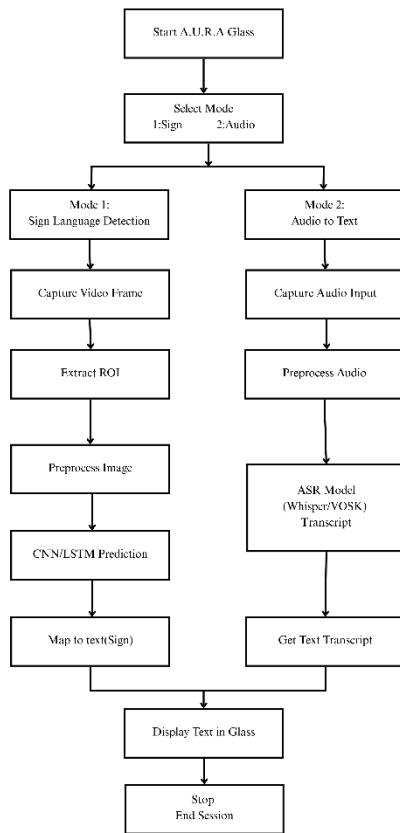 Start A.U.R.A Glass
Select Mode
1:Sign 2:Audio
Mode 1:
Sign Language Detection
Mode 2:
Audio to Text
Capture Video Frame
Capture Audio Input
Extract ROI
Preprocess Audio
Preprocess Image
ASR Model
(Whisper/VOSK)
Transcript
CNN/LSTM Prediction
Map to text(Sign)
Get Text Transcript
Display Text in Glass
Stop
End Session